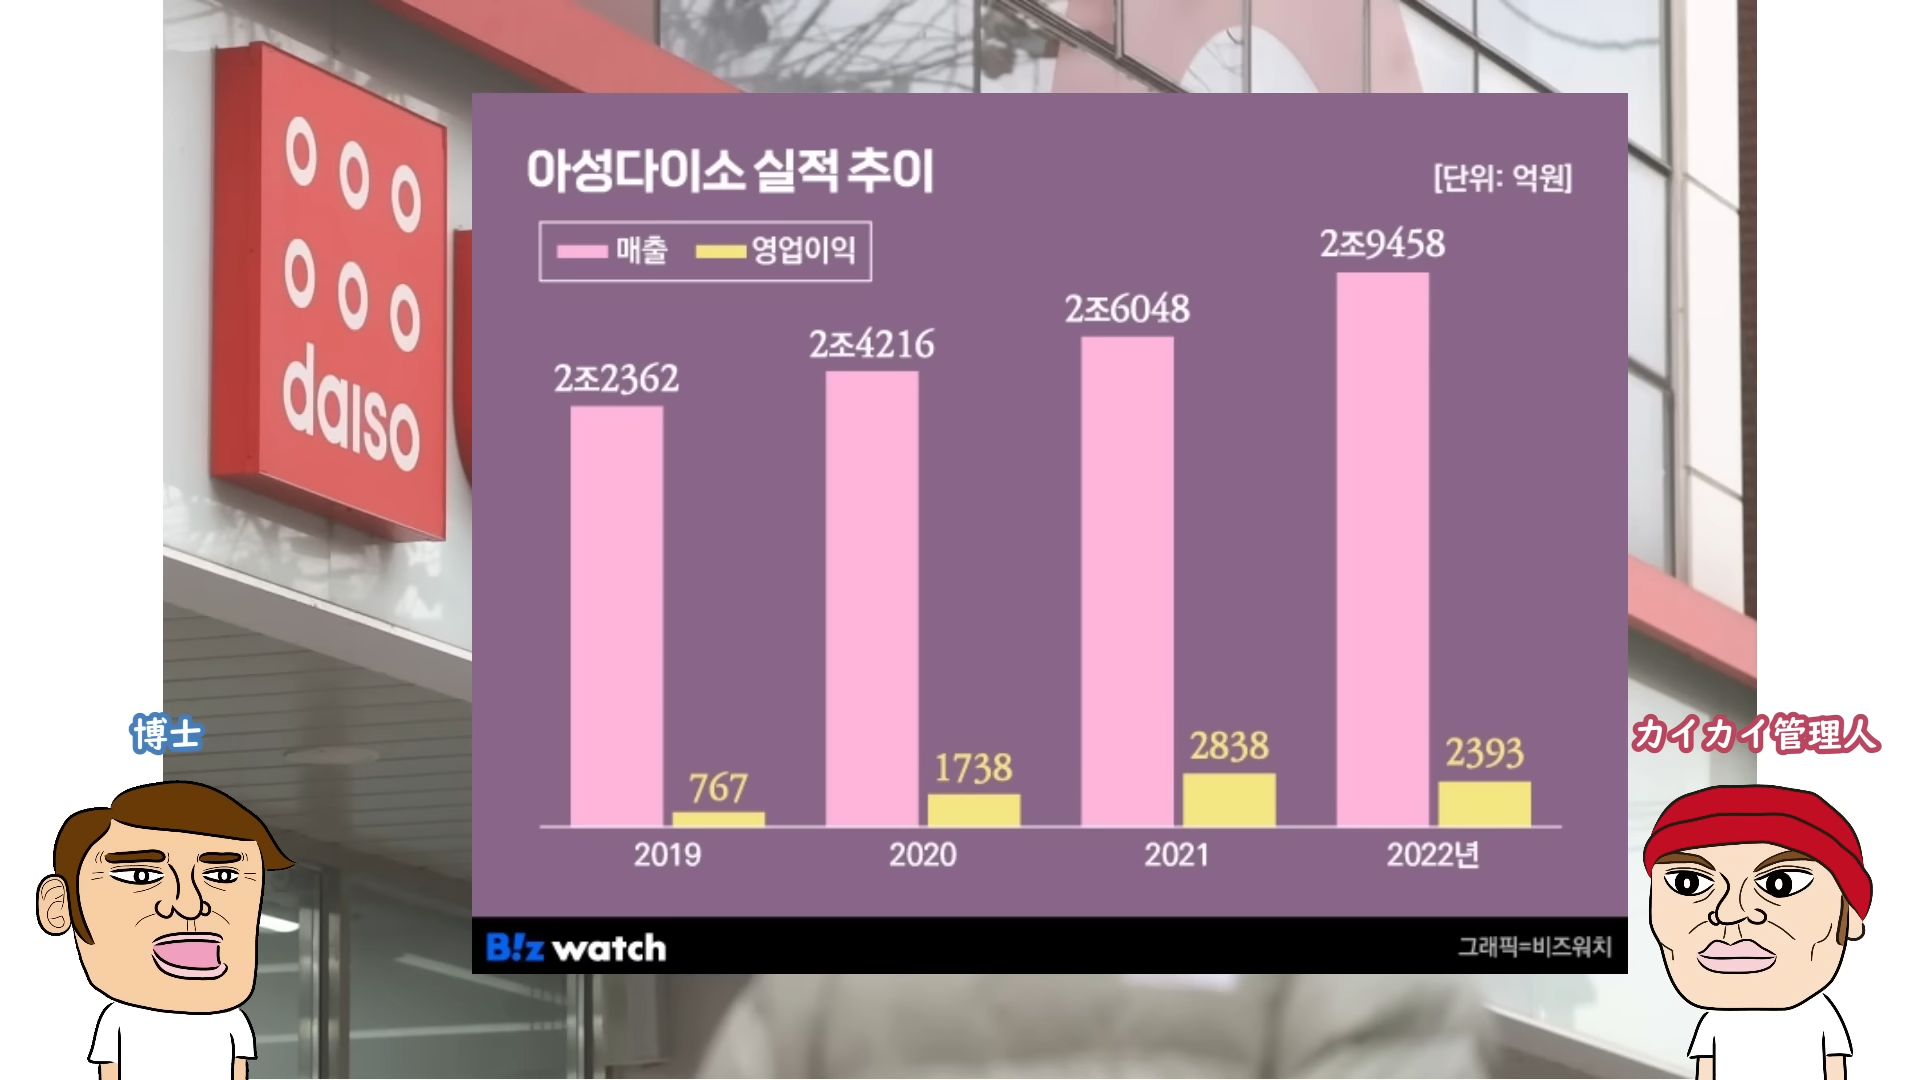 daiso
아성다이소 실적 추이
[단위: 억원]
매출 영업이익
2조2362
2조4216
2조6048
2조9458
767
1738
2838
2393
2019 2020 2021 2022년
B!z watch
그래픽=비즈워치
博士
カイカイ管理人